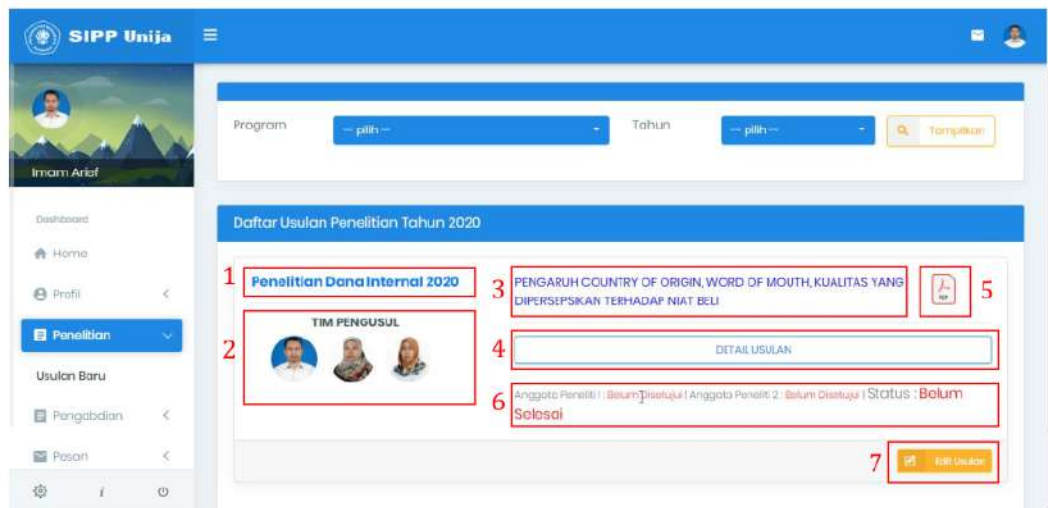 SIPP Unija
Program
-- pilih --
Tahun
-- pilih --
Tampilkan
Imam Arief
Dashboard
Home
Profil
Penelitian
Usulan Baru
Pengabdian
Pesan
i
Daftar Usulan Penelitian Tahun 2020
1
Penelitian Dana Internal 2020
2
TIM PENGUSUL
3
PENGARUH COUNTRY OF ORIGIN, WORD OF MOUTH, KUALITAS YANG
DIPERSEPSIKAN TERHADAP NIAT BELI
5
PDF
4
DETAIL USULAN
6
Anggota Peneliti 1 : Belum Disetujui | Anggota Peneliti 2 : Belum Disetujui | Status : Belum
Selesai
7
Edit Usulan